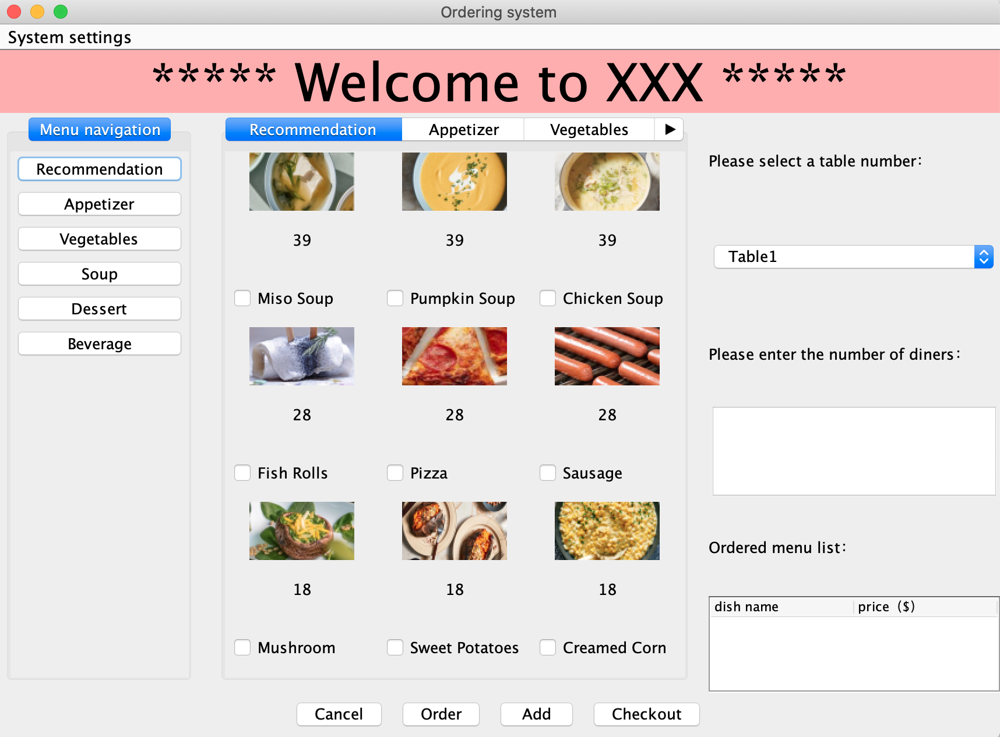 Ordering system
System settings
***** Welcome to XXX *****
Menu navigation
Recommendation
Appetizer
Vegetables
Soup
Dessert
Beverage
Recommendation Appetizer Vegetables
39 39 39
Miso Soup Pumpkin Soup Chicken Soup
28 28 28
Fish Rolls Pizza Sausage
18 18 18
Mushroom Sweet Potatoes Creamed Corn
Please select a table number:
Table1
Please enter the number of diners:
Ordered menu list:
dish name price ($)
Cancel Order Add Checkout